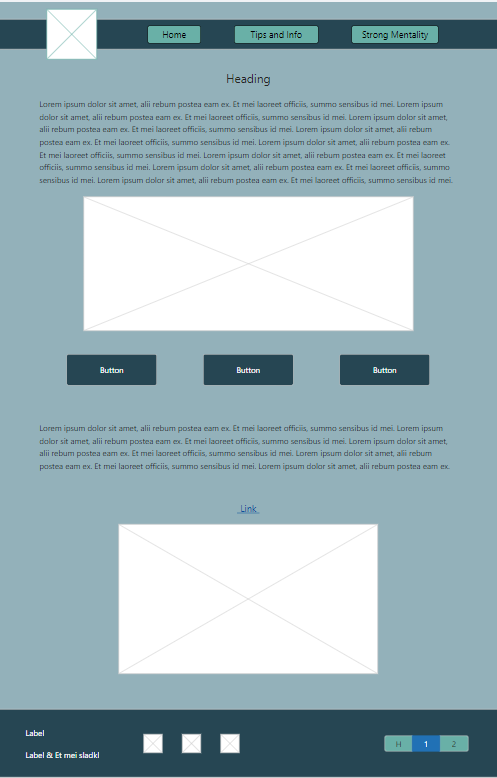 Home
Tips and Info
Strong Mentality
Heading
Lorem ipsum dolor sit amet, alii rebum postea eam ex. Et mei laoreet officiis, summo sensibus id mei. Lorem ipsum
dolor sit amet, alii rebum postea eam ex. Et mei laoreet officiis, summo sensibus id mei. Lorem ipsum dolor sit amet,
alii rebum postea eam ex. Et mei laoreet officiis, summo sensibus id mei. Lorem ipsum dolor sit amet, alii rebum
postea eam ex. Et mei laoreet officiis, summo sensibus id mei. Lorem ipsum dolor sit amet, alii rebum postea eam ex.
Et mei laoreet officiis, summo sensibus id mei. Lorem ipsum dolor sit amet, alii rebum postea eam ex. Et mei laoreet
officiis, summo sensibus id mei. Lorem ipsum dolor sit amet, alii rebum postea eam ex. Et mei laoreet officiis, summo
sensibus id mei. Lorem ipsum dolor sit amet, alii rebum postea eam ex. Et mei laoreet officiis, summo sensibus id mei.
Button
Button
Button
Lorem ipsum dolor sit amet, alii rebum postea eam ex. Et mei laoreet officiis, summo sensibus id mei. Lorem ipsum
dolor sit amet, alii rebum postea eam ex. Et mei laoreet officiis, summo sensibus id mei. Lorem ipsum dolor sit amet,
alii rebum postea eam ex. Et mei laoreet officiis, summo sensibus id mei. Lorem ipsum dolor sit amet, alii rebum
postea eam ex. Et mei laoreet officiis, summo sensibus id mei. Lorem ipsum dolor sit amet, alii rebum postea eam ex.
Link
Label
Label & Et mei sladkl
H
1
2